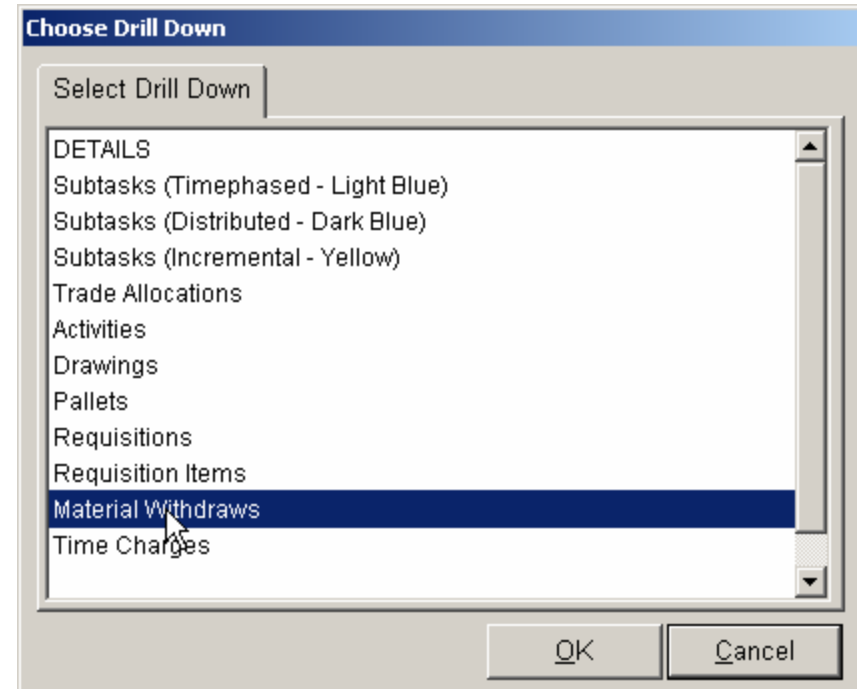 Choose Drill Down
Select Drill Down
DETAILS
Subtasks (Timephased - Light Blue)
Subtasks (Distributed - Dark Blue)
Subtasks (Incremental - Yellow)
Trade Allocations
Activities
Drawings
Pallets
Requisitions
Requisition Items
Material Withdraws
Time Charges
OK Cancel